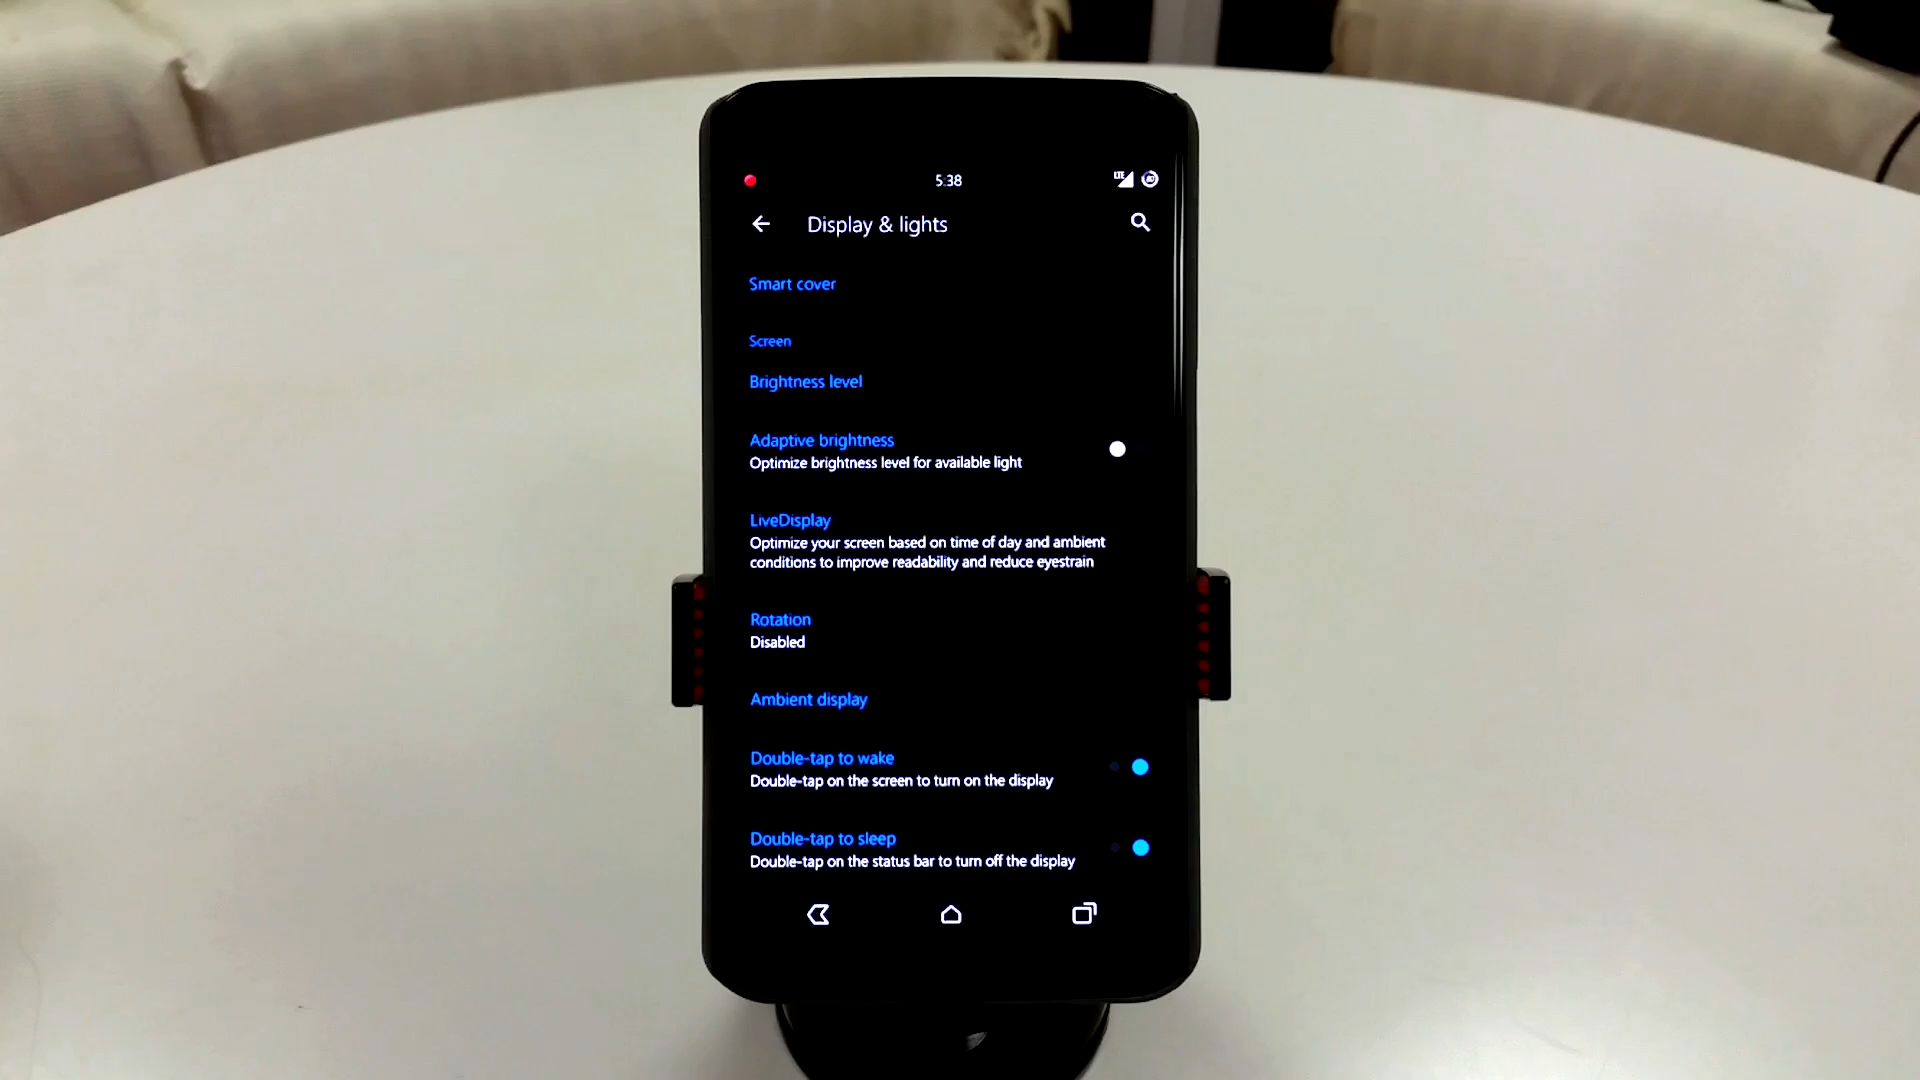 5:38
LTE
Display & lights
Smart cover
Screen
Brightness level
Adaptive brightness
Optimize brightness level for available light
LiveDisplay
Optimize your screen based on time of day and ambient
conditions to improve readability and reduce eyestrain
Rotation
Disabled
Ambient display
Double-tap to wake
Double-tap on the screen to turn on the display
Double-tap to sleep
Double-tap on the status bar to turn off the display